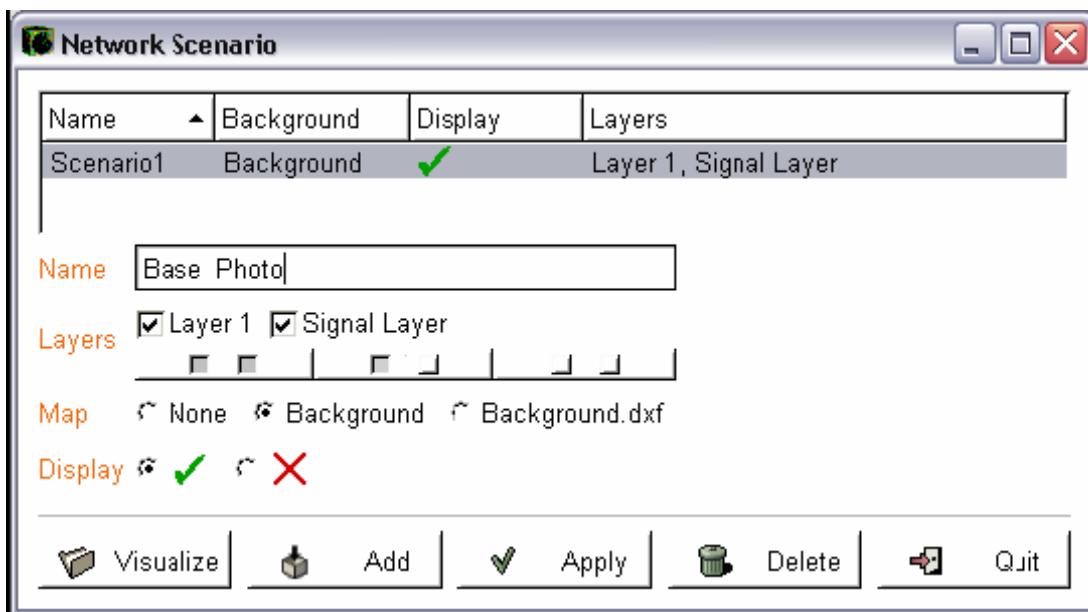 Network Scenario
Name Background Display Layers
Scenario1 Background Layer 1, Signal Layer
Name Base Photo
Layers Layer 1 Signal Layer
Map None Background Background.dxf
Display
Visualize Add Apply Delete Quit